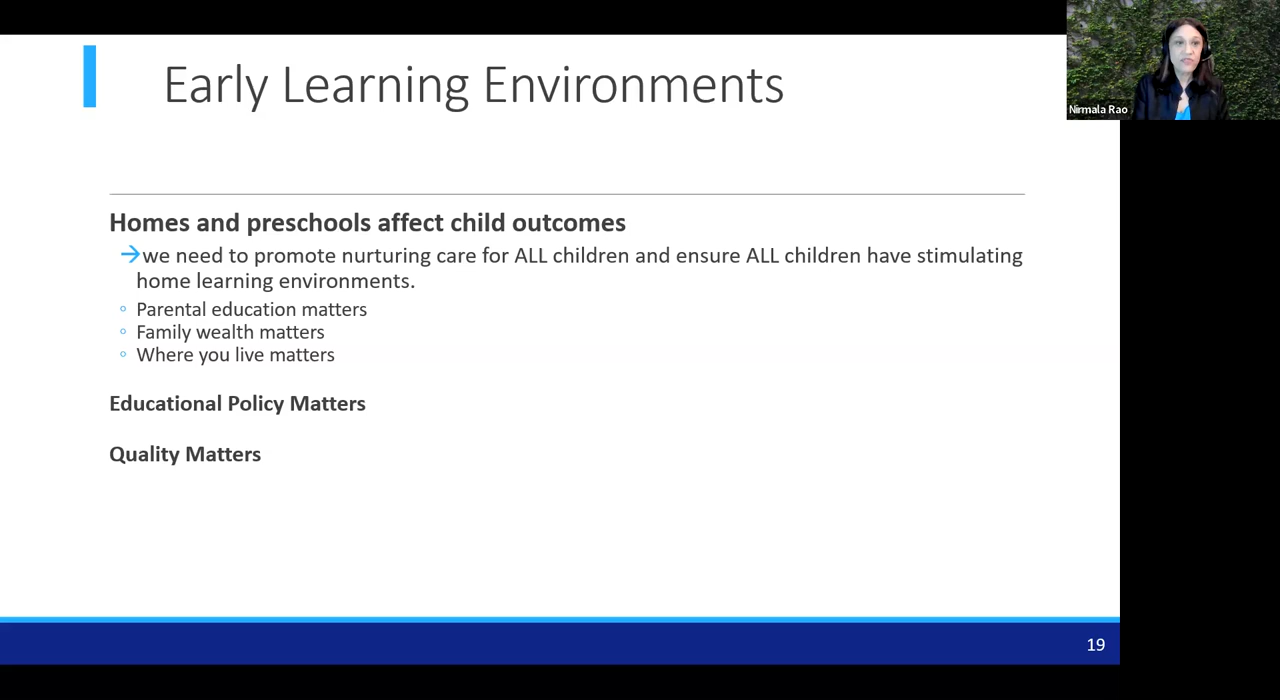 Early Learning Environments
Nirmala Rao
Homes and preschools affect child outcomes
→we need to promote nurturing care for ALL children and ensure ALL children have stimulating
home learning environments.
◦ Parental education matters
◦ Family wealth matters
◦ Where you live matters
Educational Policy Matters
Quality Matters
19